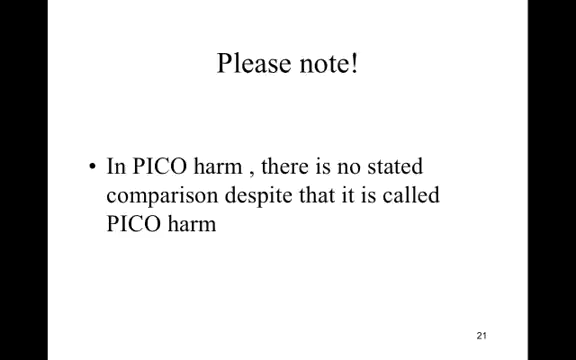 Please note!
• In PICO harm , there is no stated
comparison despite that it is called
PICO harm
21